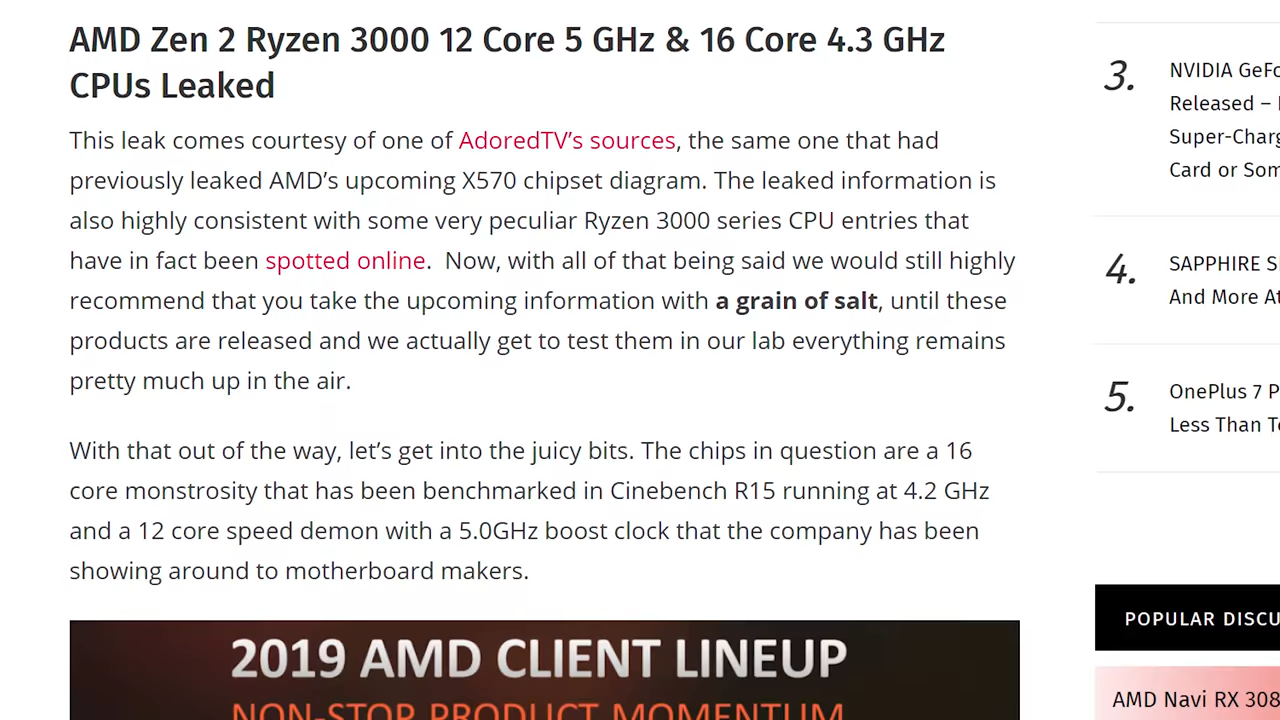 AMD Zen 2 Ryzen 3000 12 Core 5 GHz & 16 Core 4.3 GHz
CPUs Leaked
This leak comes courtesy of one of AdoredTV’s sources, the same one that had
previously leaked AMD’s upcoming X570 chipset diagram. The leaked information is
also highly consistent with some very peculiar Ryzen 3000 series CPU entries that
have in fact been spotted online. Now, with all of that being said we would still highly
recommend that you take the upcoming information with a grain of salt, until these
products are released and we actually get to test them in our lab everything remains
pretty much up in the air.
With that out of the way, let’s get into the juicy bits. The chips in question are a 16
core monstrosity that has been benchmarked in Cinebench R15 running at 4.2 GHz
and a 12 core speed demon with a 5.0GHz boost clock that the company has been
showing around to motherboard makers.
2019 AMD CLIENT LINEUP
NON-STOP PRODUCT MOMENTUM
3.
NVIDIA
Released –
Card or
4.
SAPPHIRE
And More
5.
OnePlus 7
Less Than
POPULAR
AMD Navi RX